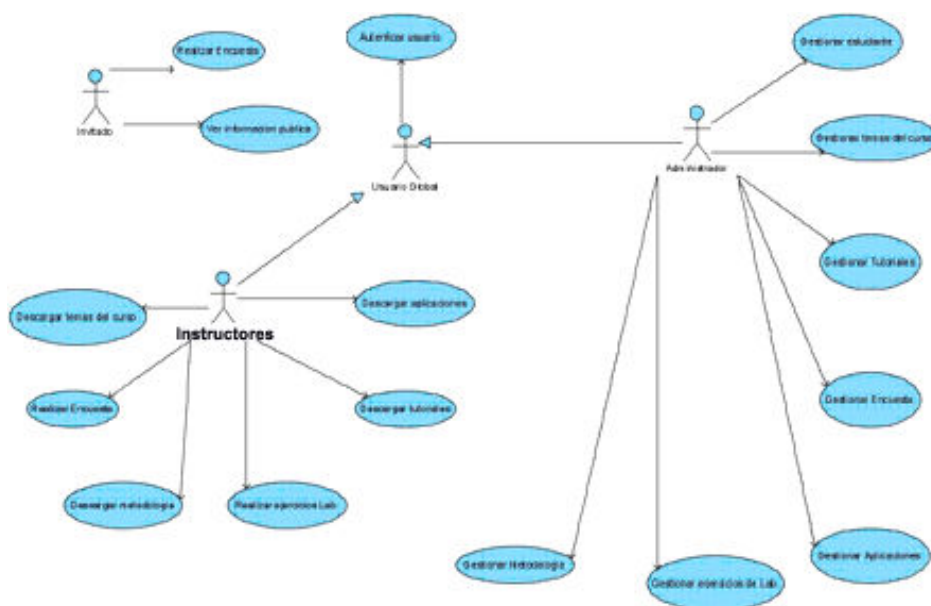 Realizar Encuesta
Autenticar usuario
Gestionar estudiante
Invitado
Ver informacion publica
Usuario Global
Administrador
Gestionar temas del curso
Gestionar Tutoriales
Descargar temas del curso
Instructores
Descargar aplicaciones
Realizar Encuesta
Descargar tutoriales
Gestionar Encuesta
Descargar metodologia
Realizar ejercicios Lab
Gestionar Metodologia
Gestionar ejercicios de Lab
Gestionar Aplicaciones